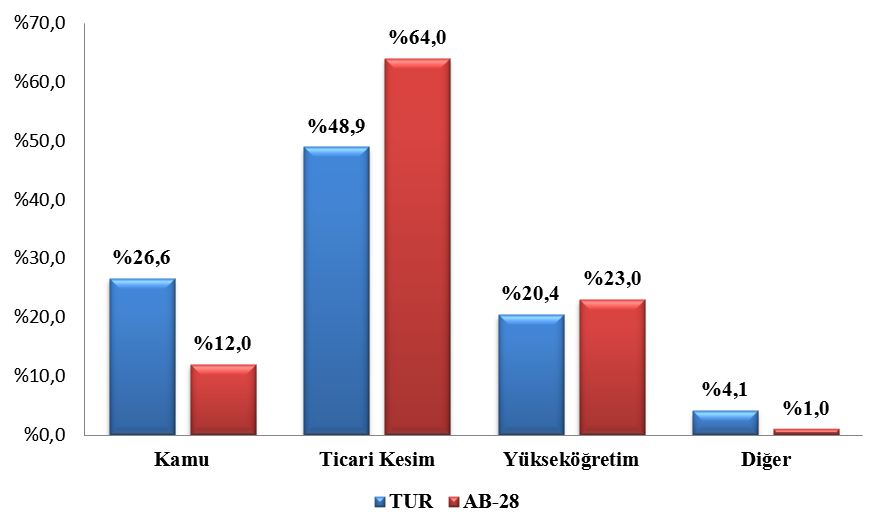 %70,0
%60,0
%50,0
%40,0
%30,0
%20,0
%10,0
%0,0
%26,6
%12,0
%48,9
%64,0
%20,4
%23,0
%4,1
%1,0
Kamu
Ticari Kesim
Yükseköğretim
Diğer
TUR
AB-28